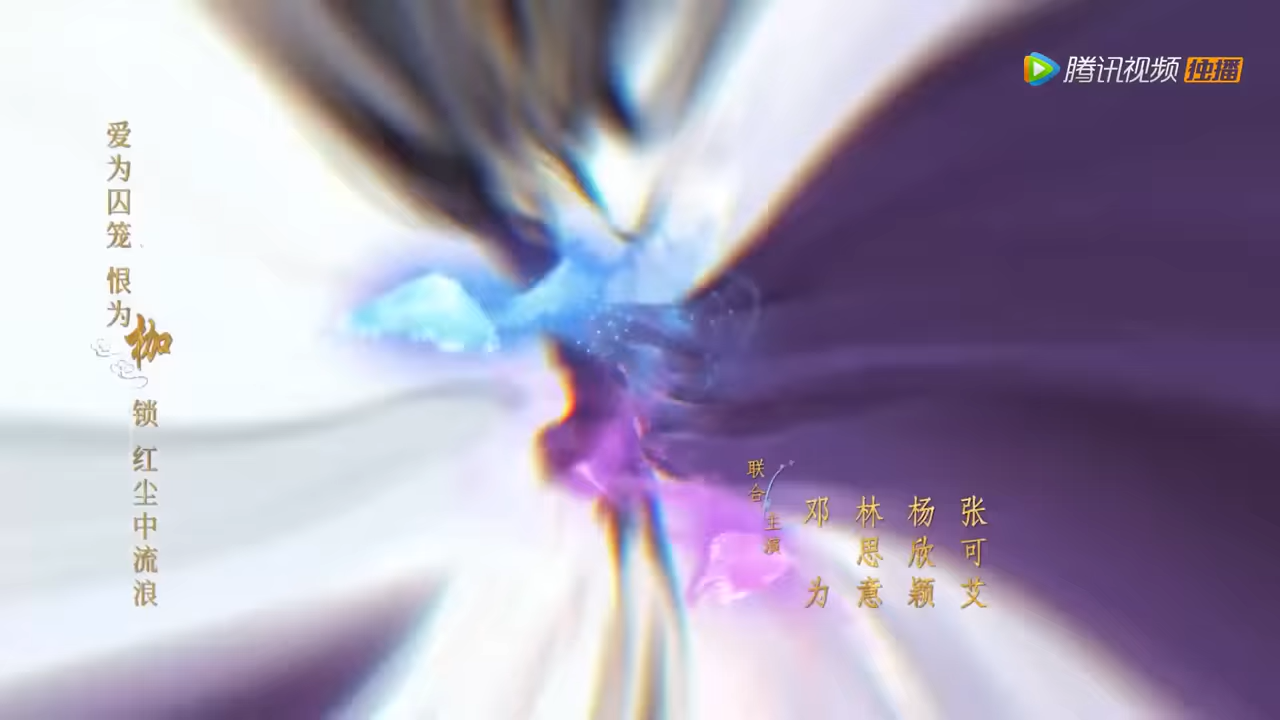 腾讯视频 独播
爱为囚笼 恨为枷锁 红尘中流浪
联合主演
张可艾
杨欣颖
林思意
邓为